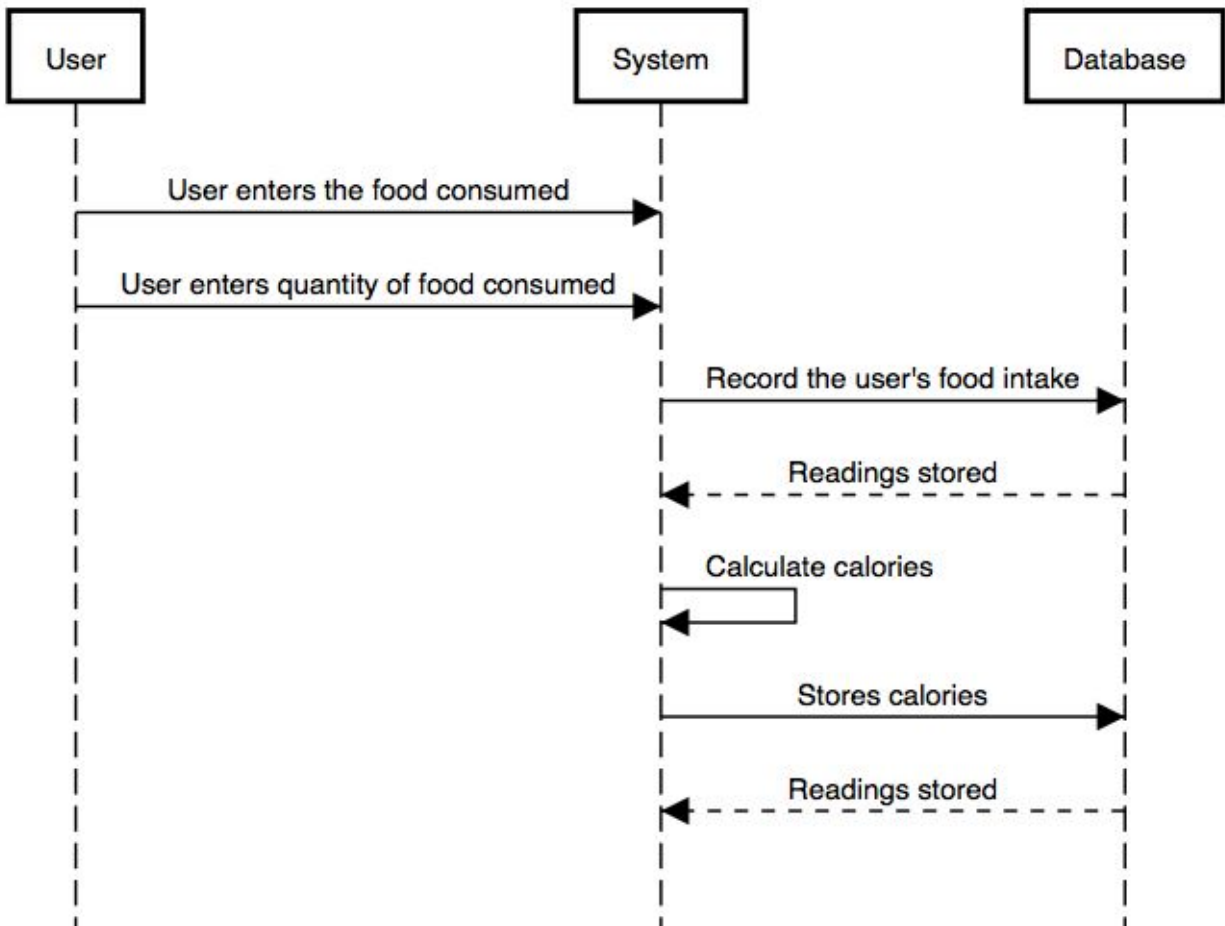 User
System
Database
User enters the food consumed
User enters quantity of food consumed
Record the user's food intake
Readings stored
Calculate calories
Stores calories
Readings stored